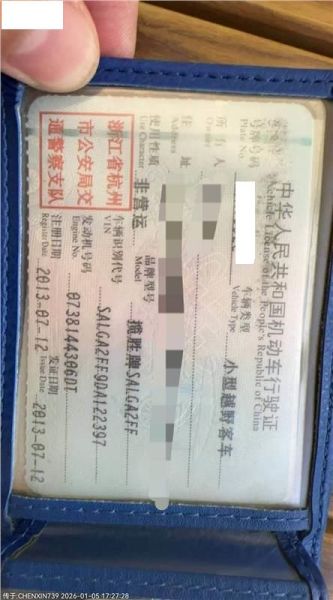 中华人民共和国机动车行驶证
Vehicle License of the People's Republic of China
号牌号码
Plate No.
车辆类型
Vehicle Type
小型越野客车
所有人
Owner
住址
Address
使用性质
Use Character
非营运
品牌型号
Model
揽胜牌SALGA2FF
浙江省杭州
市公安局交
通警察支队
车辆识别代号
VIN
SALGA2FF9DA122397
发动机号码
Engine No.
0738144306DT
注册日期
Register Date
2013-07-12
发证日期
Issue Date
2013-07-12
传于:CHENXIN739 2026-01-05 17:27:28